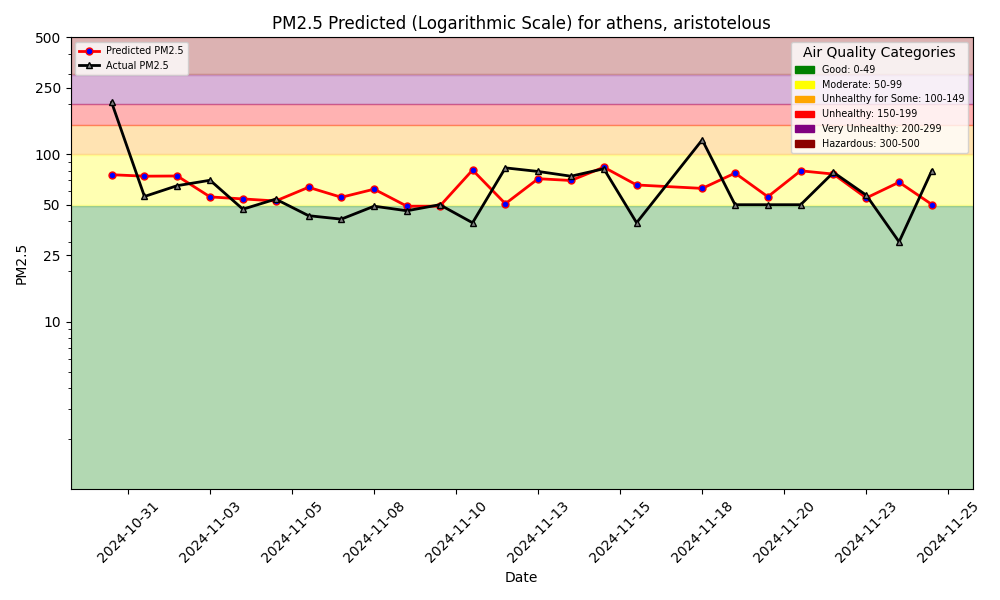 PM2.5 Predicted (Logarithmic Scale) for athens, aristotelous
500
250
100
50
25
10
PM2.5
Predicted PM2.5
Actual PM2.5
Air Quality Categories
Good: 0-49
Moderate: 50-99
Unhealthy for Some: 100-149
Unhealthy: 150-199
Very Unhealthy: 200-299
Hazardous: 300-500
2024-10-31
2024-11-03
2024-11-05
2024-11-08
2024-11-10
2024-11-13
2024-11-15
2024-11-18
2024-11-20
2024-11-23
2024-11-25
Date